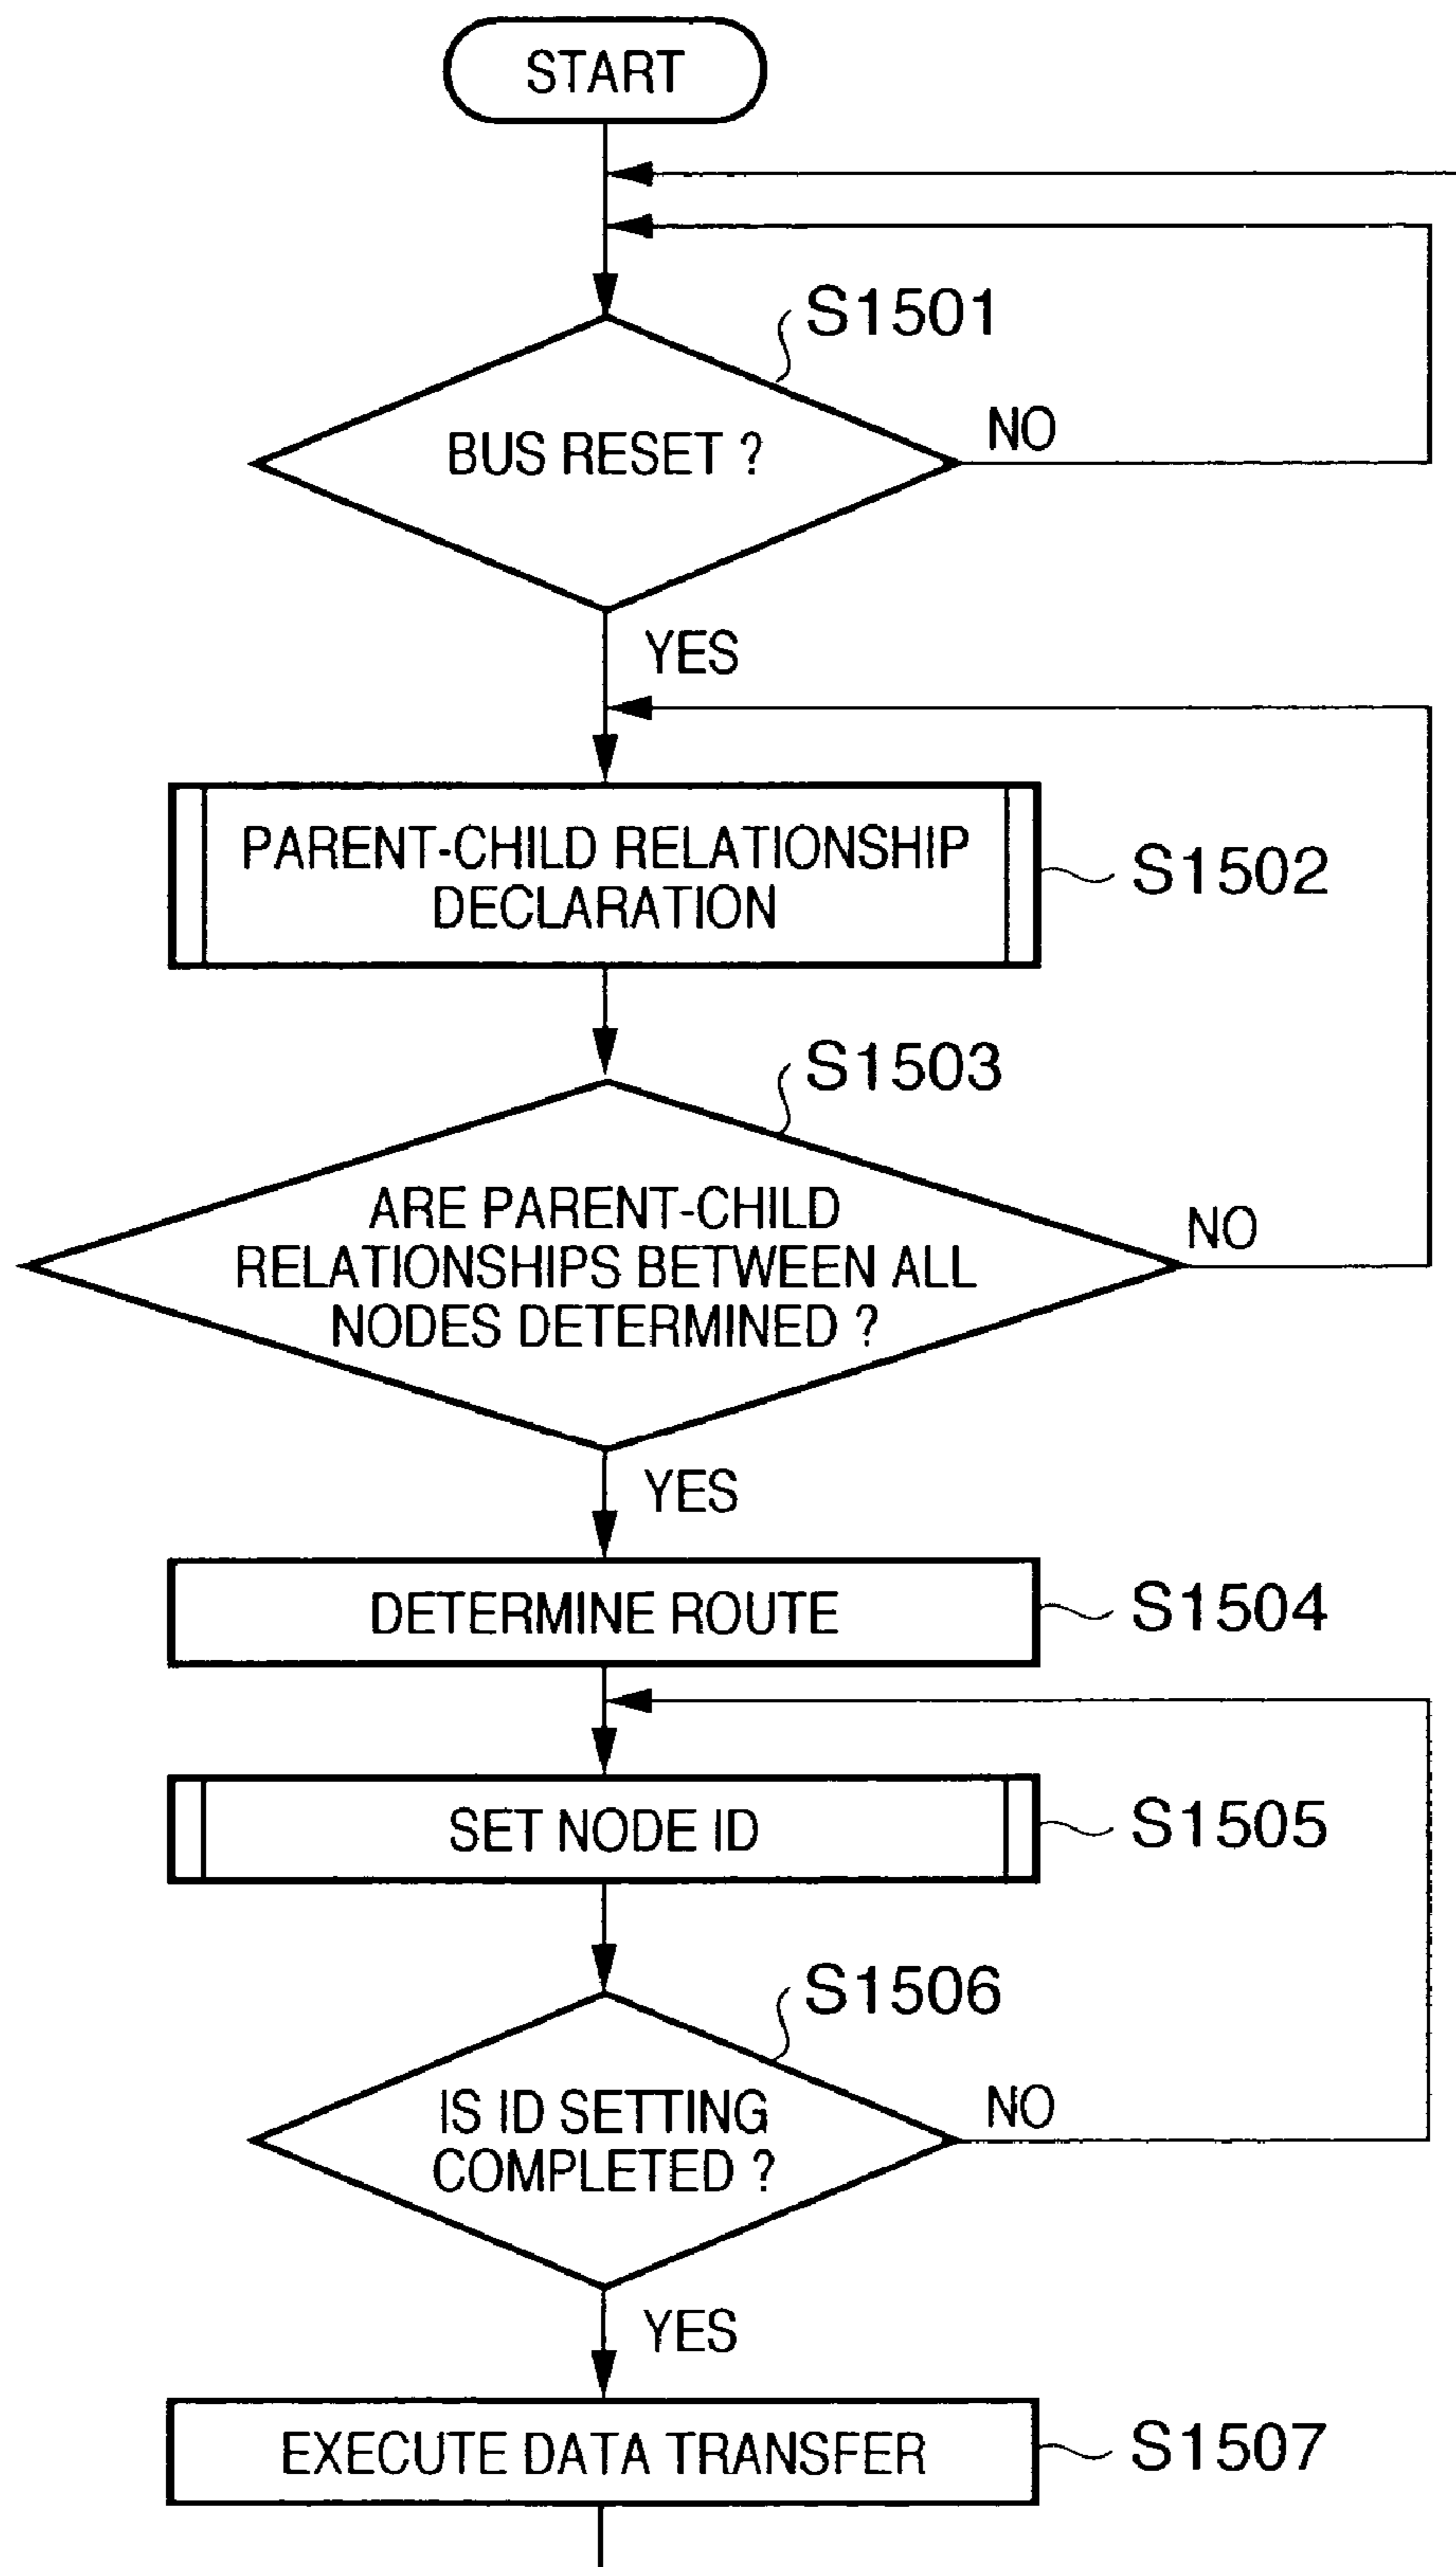 START
S1501
BUS RESET ?
NO
YES
PARENT-CHILD RELATIONSHIP
DECLARATION
S1502
S1503
ARE PARENT-CHILD
RELATIONSHIPS BETWEEN ALL
NODES DETERMINED ?
NO
YES
DETERMINE ROUTE
S1504
SET NODE ID
S1505
S1506
IS ID SETTING
COMPLETED ?
NO
YES
EXECUTE DATA TRANSFER
S1507